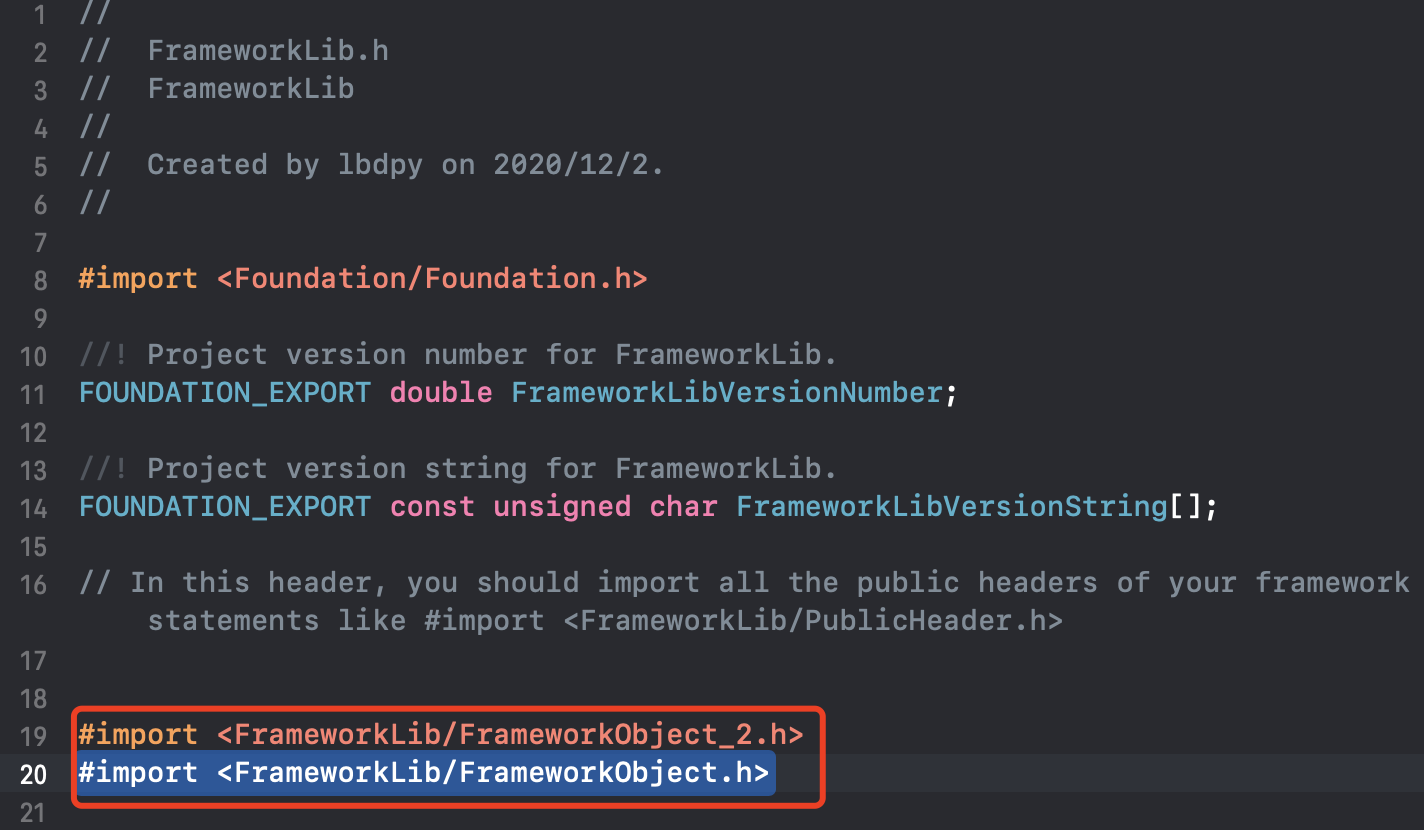 1 //
2 //  FrameworkLib.h
3 //  FrameworkLib
4 //
5 //  Created by lbdpy on 2020/12/2.
6 //
7
8 #import <Foundation/Foundation.h>
9
10 //! Project version number for FrameworkLib.
11 FOUNDATION_EXPORT double FrameworkLibVersionNumber;
12
13 //! Project version string for FrameworkLib.
14 FOUNDATION_EXPORT const unsigned char FrameworkLibVersionString[];
15
16 // In this header, you should import all the public headers of your framework
statements like #import <FrameworkLib/PublicHeader.h>
17
18
19 #import <FrameworkLib/FrameworkObject_2.h>
20 #import <FrameworkLib/FrameworkObject.h>
21